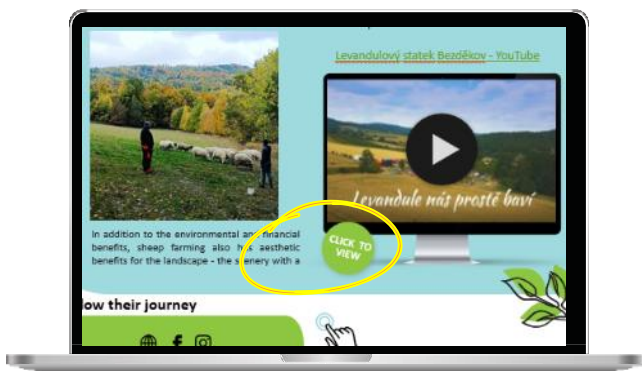 Levandulový statek Bezděkov - YouTube
Levandule nás prostě baví
CLICK TO
VIEW
In addition to the environmental and financial
benefits, sheep farming also has aesthetic
benefits for the landscape - the scenery with a
low their journey